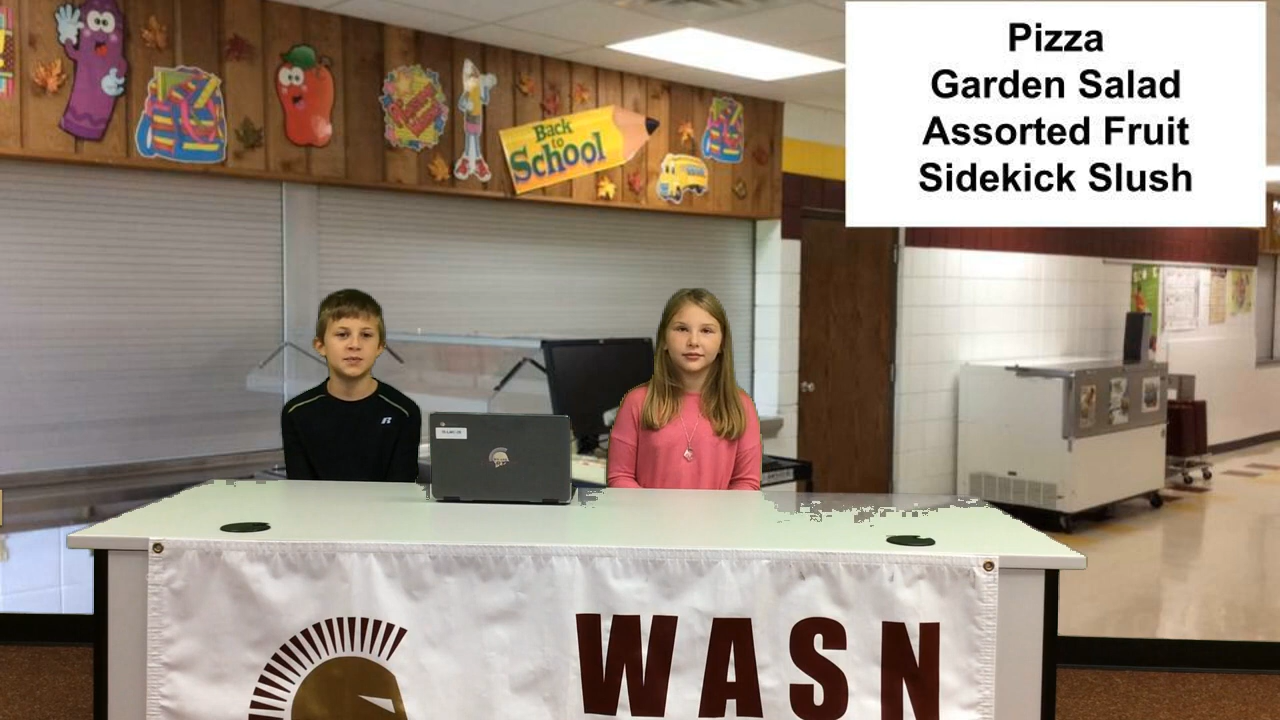 Pizza
Garden Salad
Assorted Fruit
Sidekick Slush
Back
to
School
WASN